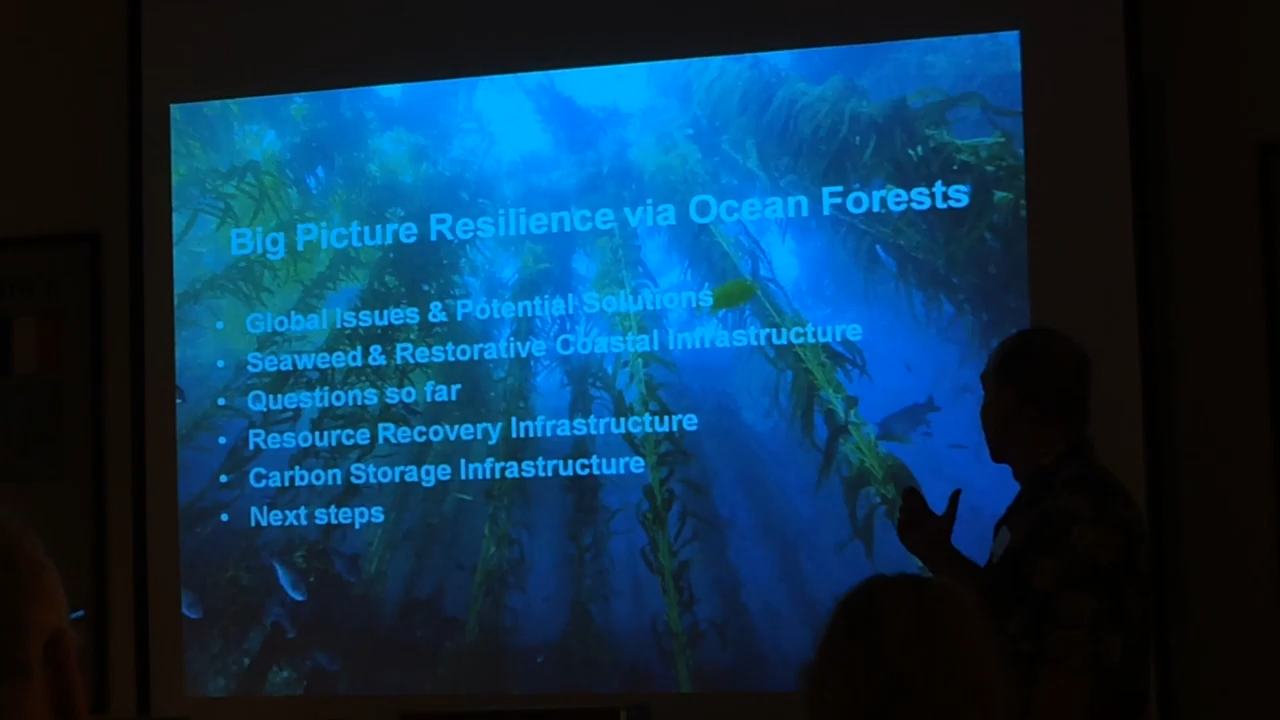 Big Picture Resilience via Ocean Forests
• Global Issues & Potential Solutions
• Seaweed & Restorative Coastal Infrastructure
• Questions so far
• Resource Recovery Infrastructure
• Carbon Storage Infrastructure
• Next steps